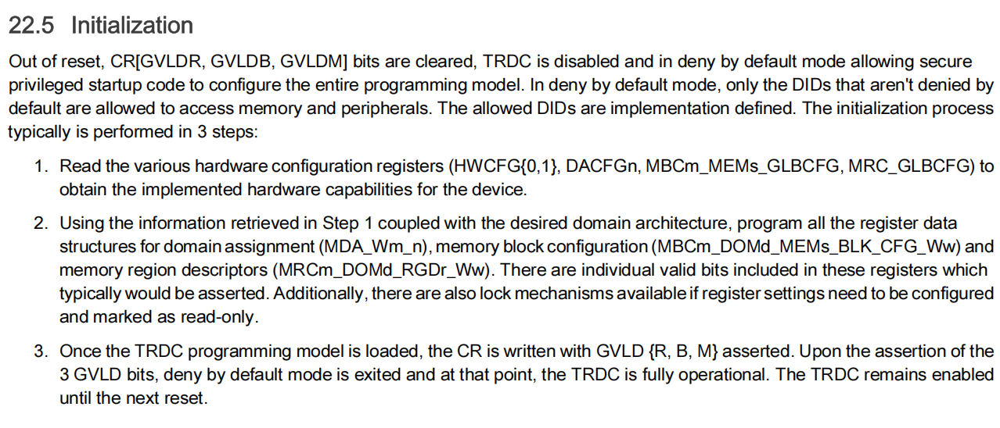 22.5 Initialization
Out of reset, CR[GVLDR, GVLDB, GVLDM] bits are cleared, TRDC is disabled and in deny by default mode allowing secure
privileged startup code to configure the entire programming model. In deny by default mode, only the DIDs that aren't denied by
default are allowed to access memory and peripherals. The allowed DIDs are implementation defined. The initialization process
typically is performed in 3 steps:
1. Read the various hardware configuration registers (HWCFG{0,1}, DACFGn, MBCm_MEMs_GLBCFG, MRC_GLBCFG) to
obtain the implemented hardware capabilities for the device.
2. Using the information retrieved in Step 1 coupled with the desired domain architecture, program all the register data
structures for domain assignment (MDA_Wm_n), memory block configuration (MBCm_DOMd_MEMs_BLK_CFG_Ww) and
memory region descriptors (MRCm_DOMd_RGDr_Ww). There are individual valid bits included in these registers which
typically would be asserted. Additionally, there are also lock mechanisms available if register settings need to be configured
and marked as read-only.
3. Once the TRDC programming model is loaded, the CR is written with GVLD {R, B, M} asserted. Upon the assertion of the
3 GVLD bits, deny by default mode is exited and at that point, the TRDC is fully operational. The TRDC remains enabled
until the next reset.